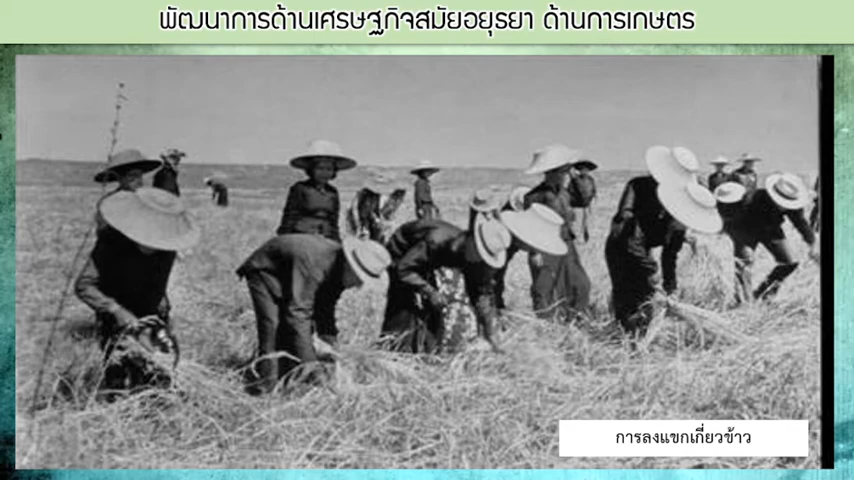 พัฒนาการด้านเศรษฐกิจสมัยอยุธยา ด้านการเกษตร
การลงแขกเกี่ยวข้าว